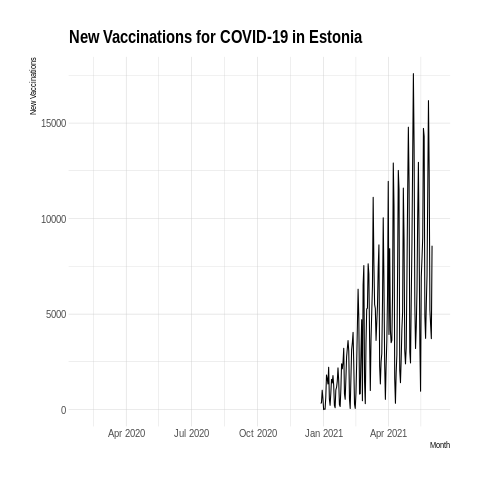 New Vaccinations for COVID-19 in Estonia
New Vaccinations
15000
10000
5000
0
Apr 2020 Jul 2020 Oct 2020 Jan 2021 Apr 2021
Month